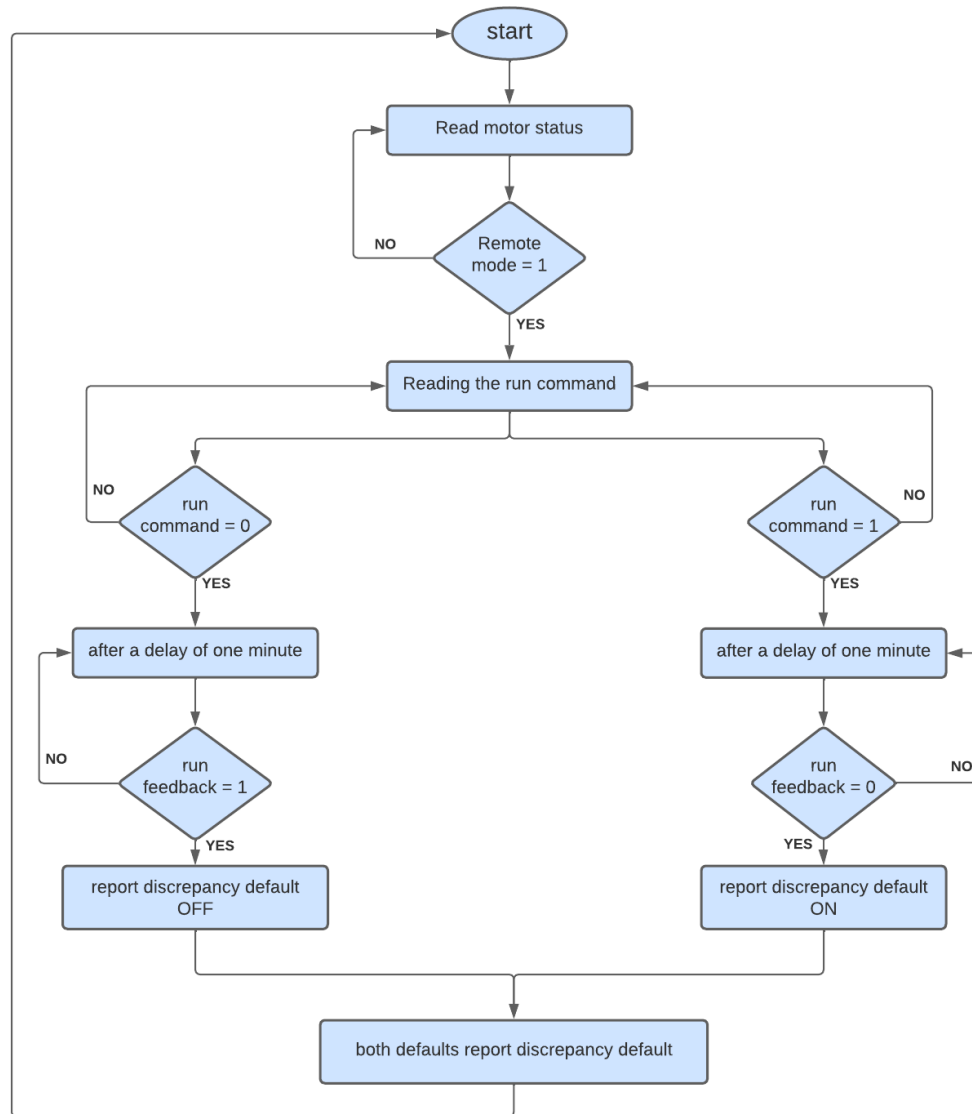 start
Read motor status
NO
Remote
mode = 1
YES
Reading the run command
NO
run
command = 0
YES
run
command = 1
NO
YES
after a delay of one minute
after a delay of one minute
NO
run
feedback = 1
YES
run
feedback = 0
NO
YES
report discrepancy default
OFF
report discrepancy default
ON
both defaults report discrepancy default